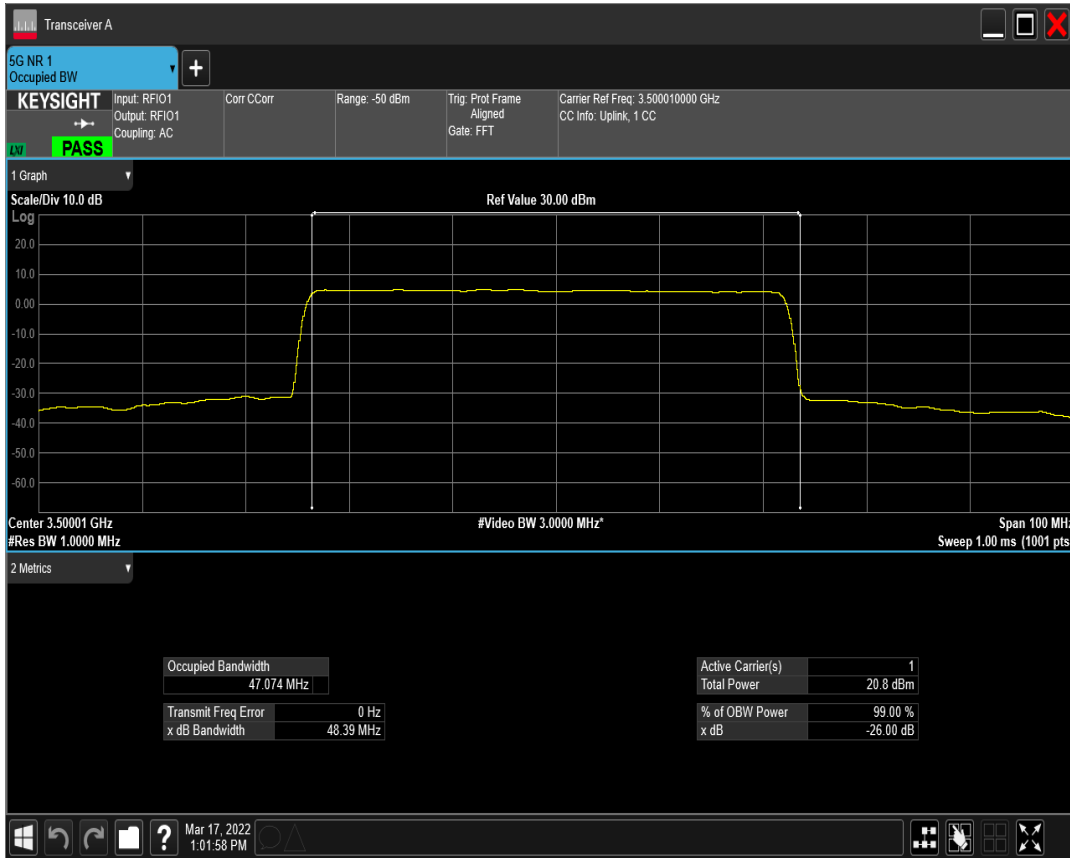 Transceiver A
5G NR 1
Occupied BW
KEYSIGHT
LXI
PASS
Input: RFIO1
Output: RFIO1
Coupling: AC
Corr CCorr
Range: -50 dBm
Trig: Prot Frame
Aligned
Gate: FFT
Carrier Ref Freq: 3.500010000 GHz
CC Info: Uplink, 1 CC
1 Graph
Scale/Div 10.0 dB
Ref Value 30.00 dBm
Log
20.0
10.0
0.00
-10.0
-20.0
-30.0
-40.0
-50.0
-60.0
Center 3.50001 GHz
#Video BW 3.0000 MHz*
Span 100 MHz
#Res BW 1.0000 MHz
Sweep 1.00 ms (1001 pts
2 Metrics
Occupied Bandwidth
47.074 MHz
Transmit Freq Error 0 Hz
x dB Bandwidth 48.39 MHz
Active Carrier(s) 1
Total Power 20.8 dBm
% of OBW Power 99.00 %
x dB -26.00 dB
?
Mar 17, 2022
1:01:58 PM